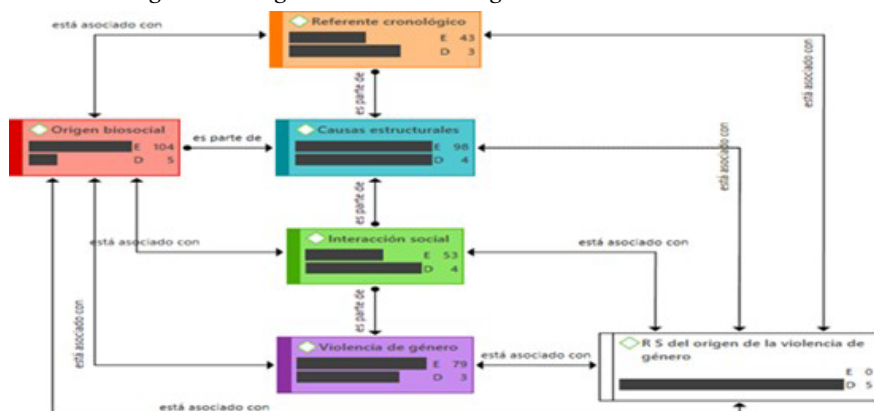 está asociado con
Referente cronológico
E 43
D 3
está asociado con
es parte de
Origen biosocial
E 104
D 5
es parte de
Causas estructurales
E 98
D 4
está asociado con
es parte de
Interacción social
E 53
D 4
está asociado con
está asociado con
es parte de
está asociado con
Violencia de género
E 79
D 3
está asociado con
R S del origen de la violencia de
género
E 0
D 5
está asociado con